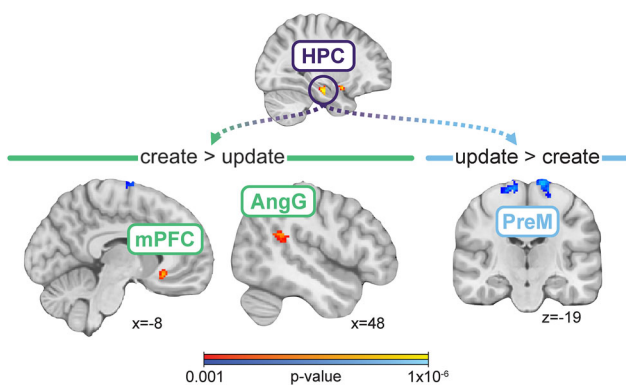 HPC
create > update
update > create
AngG
mPFC
PreM
x=-8
x=48
z=-19
0.001 p-value 1x10⁻⁶